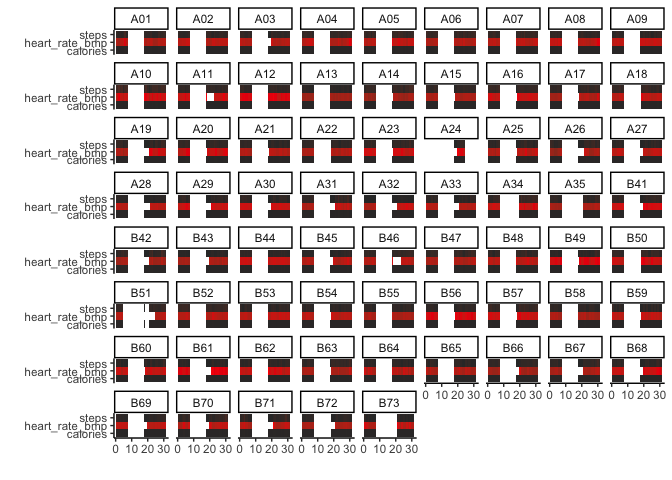 A01 A02 A03 A04 A05 A06 A07 A08 A09
steps
heart_rate_bmp
calories
A10 A11 A12 A13 A14 A15 A16 A17 A18
steps
heart_rate_bmp
calories
A19 A20 A21 A22 A23 A24 A25 A26 A27
steps
heart_rate_bmp
calories
A28 A29 A30 A31 A32 A33 A34 A35 B41
steps
heart_rate_bmp
calories
B42 B43 B44 B45 B46 B47 B48 B49 B50
steps
heart_rate_bmp
calories
B51 B52 B53 B54 B55 B56 B57 B58 B59
steps
heart_rate_bmp
calories
B60 B61 B62 B63 B64 B65 B66 B67 B68
steps
heart_rate_bmp
calories
0 10 20 30 0 10 20 30 0 10 20 30 0 10 20 30
B69 B70 B71 B72 B73
steps
heart_rate_bmp
calories
0 10 20 30 0 10 20 30 0 10 20 30 0 10 20 30 0 10 20 30